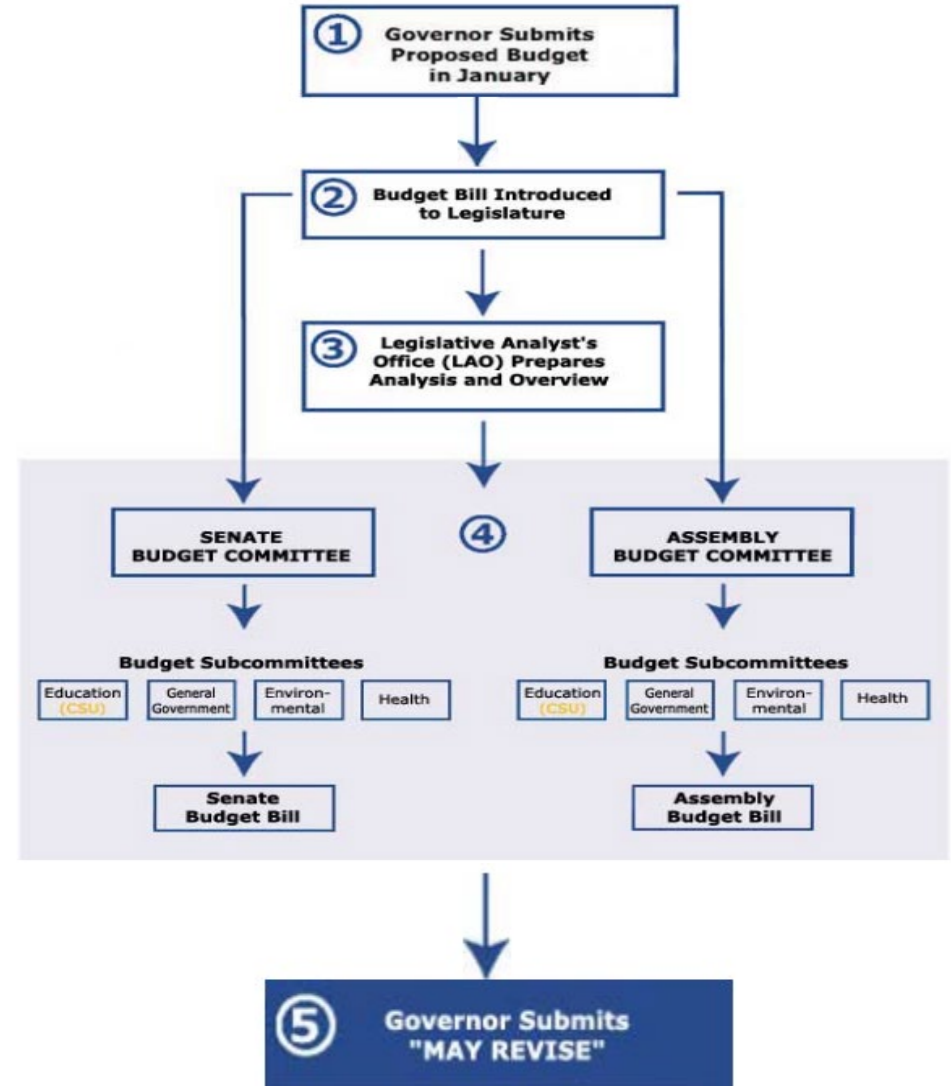 1
Governor Submits
Proposed Budget
in January
2
Budget Bill Introduced
to Legislature
3
Legislative Analyst's
Office (LAO) Prepares
Analysis and Overview
4
SENATE
BUDGET COMMITTEE
Budget Subcommittees
Education
(CSU)
General
Government
Environ-
mental
Health
Senate
Budget Bill
ASSEMBLY
BUDGET COMMITTEE
Budget Subcommittees
Education
(CSU)
General
Government
Environ-
mental
Health
Assembly
Budget Bill
5
Governor Submits
"MAY REVISE"